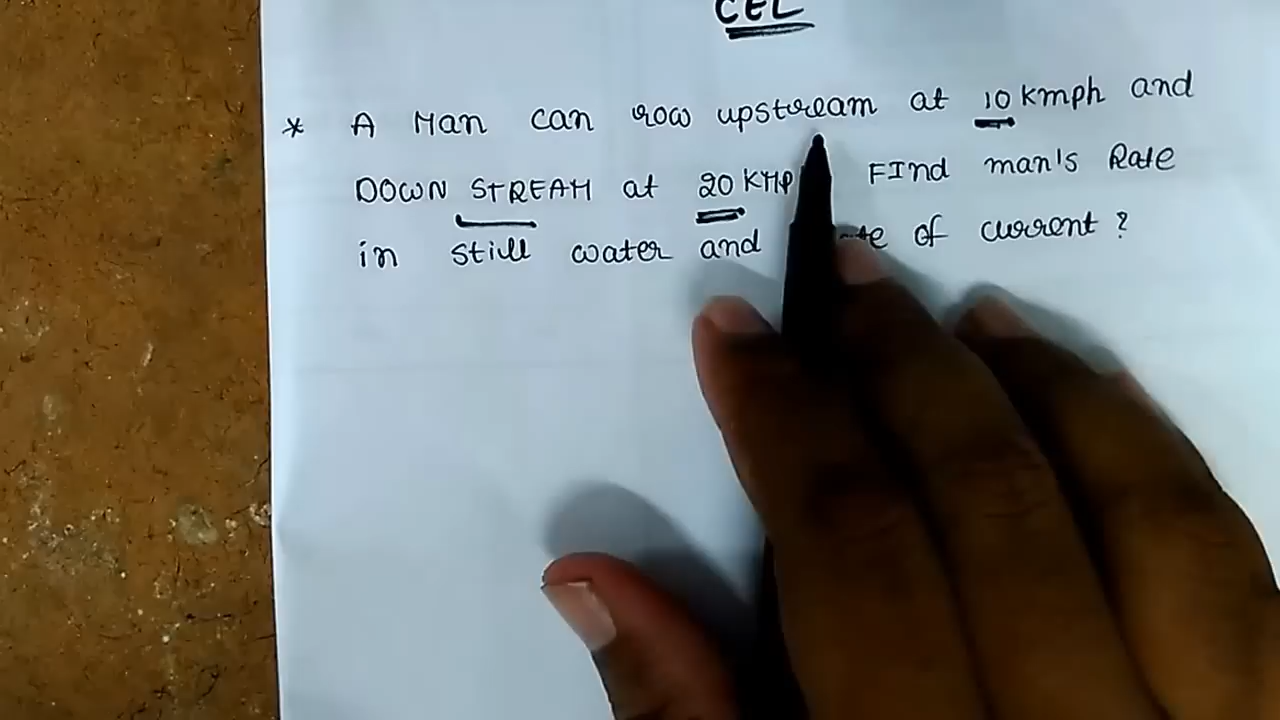 CEL
* A Man can row upstream at 10 kmph and
DOWN STREAM at 20 FInd man's Rate
in still water and of current ?